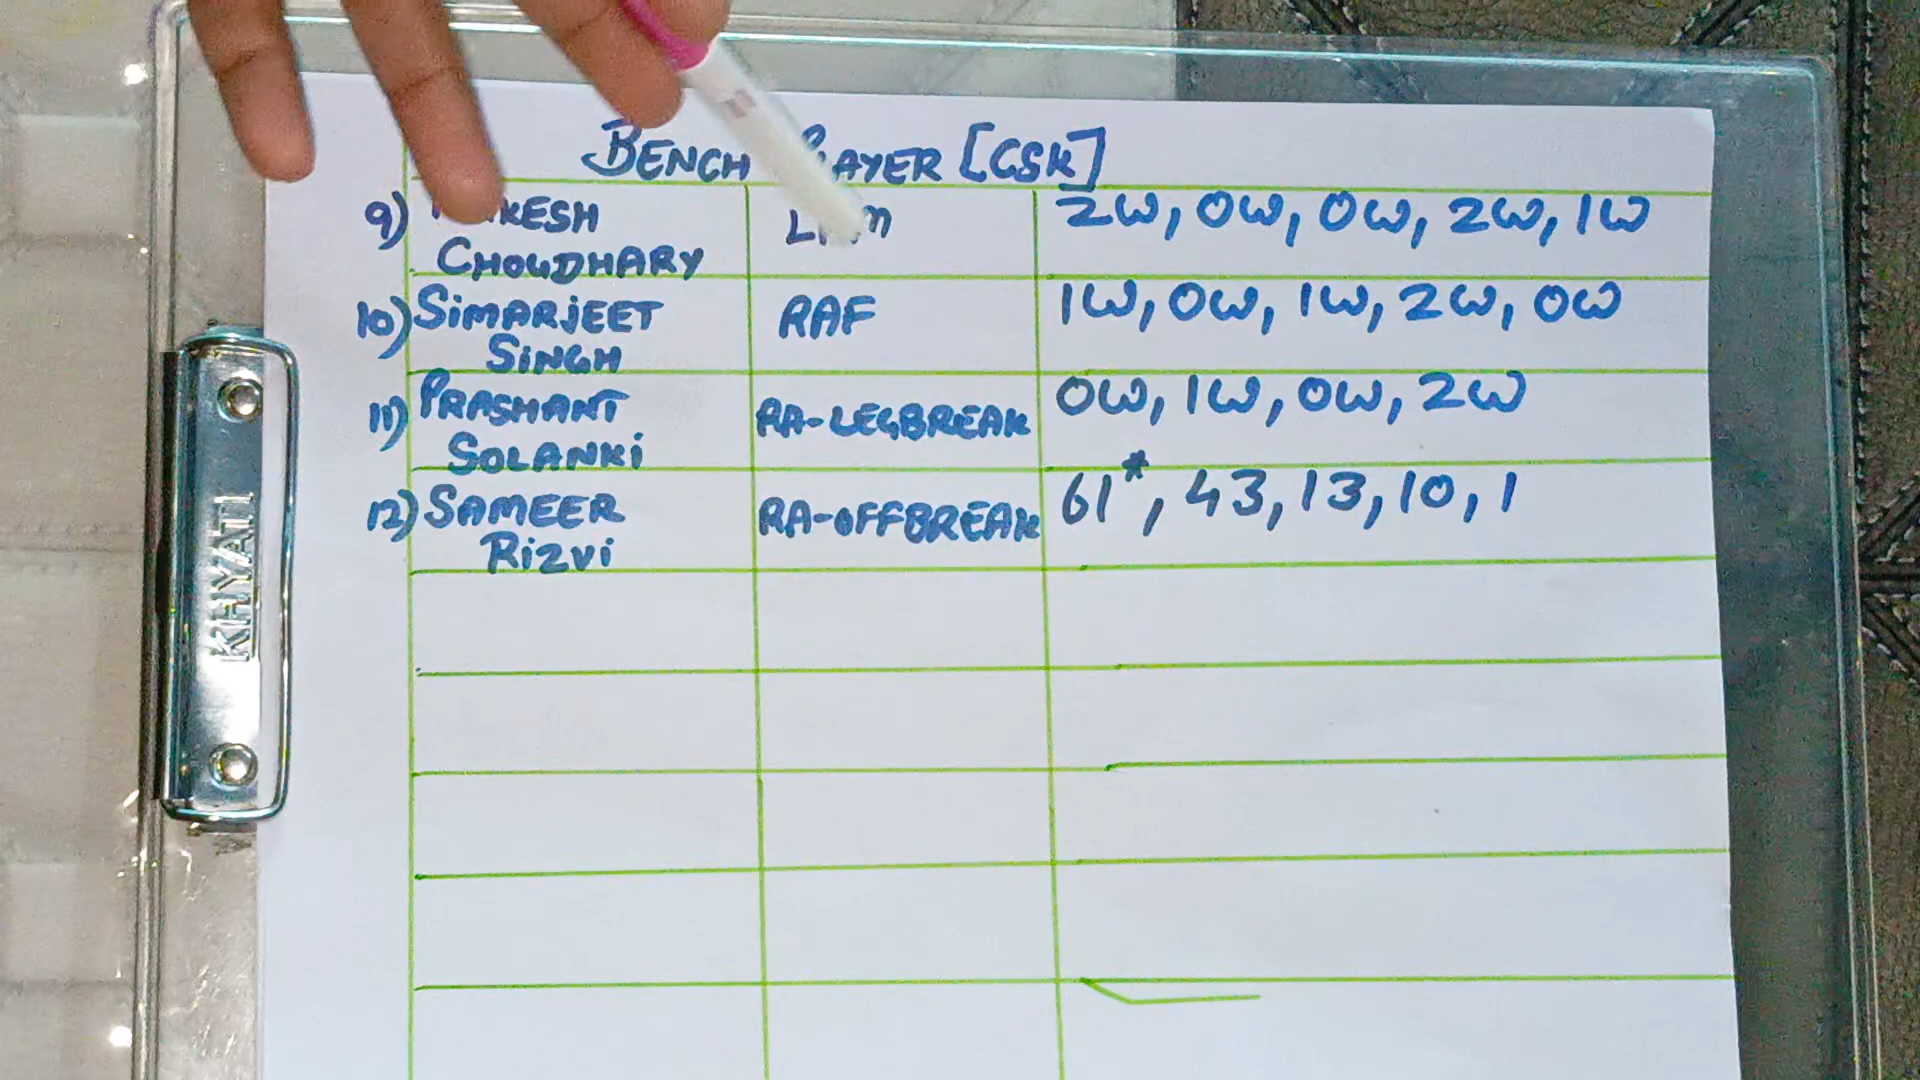 BENCH [CSK]
9) CHOUDHARY 2W, 0W, 0W, 2W, 1W
10) SIMARJEET SINGH RAF 1W, 0W, 1W, 2W, 0W
11) PRASHANT SOLANKI RA-LEGBREAK 0W, 1W, 0W, 2W
12) SAMEER RIZVI RA-OFFBREAK 61*, 43, 13, 10, 1
KHYATI